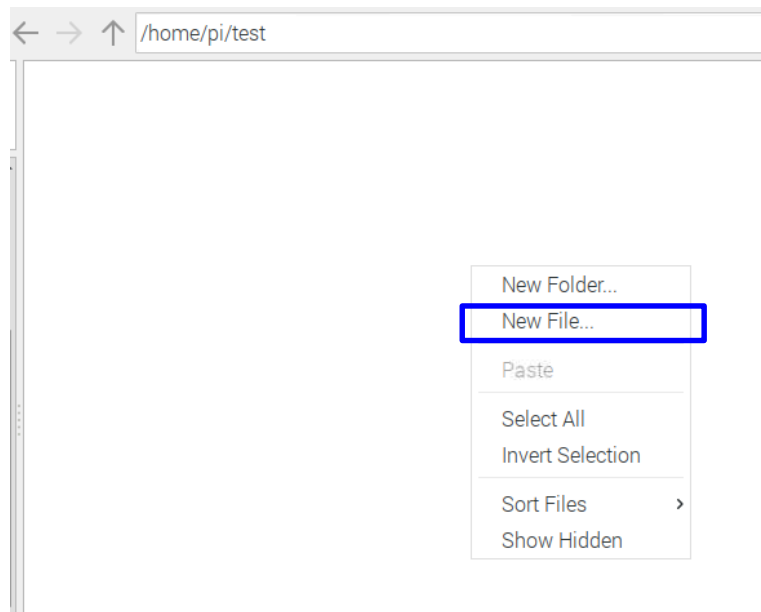 /home/pi/test
New Folder...
New File...
Paste
Select All
Invert Selection
Sort Files
Show Hidden